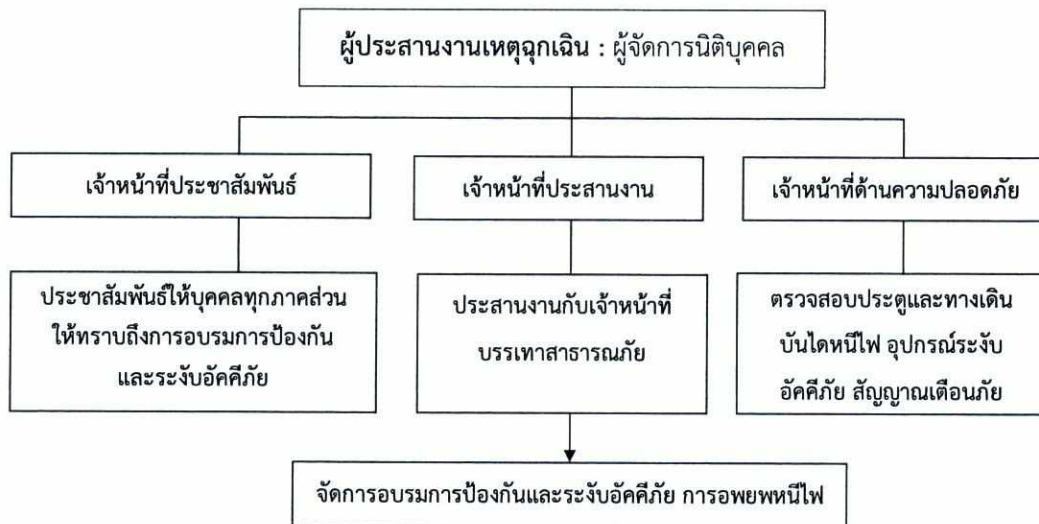 ผู้ประสานงานเหตุฉุกเฉิน : ผู้จัดการนิติบุคคล
เจ้าหน้าที่ประชาสัมพันธ์
เจ้าหน้าที่ประสานงาน
เจ้าหน้าที่ด้านความปลอดภัย
ประชาสัมพันธ์ให้บุคคลทุกภาคส่วน
ให้ทราบถึงการอบรมการป้องกัน
และระงับอัคคีภัย
ประสานงานกับเจ้าหน้าที่
บรรเทาสาธารณภัย
ตรวจสอบประตูและทางเดิน
บันไดหนีไฟ อุปกรณ์ระงับ
อัคคีภัย สัญญาณเตือนภัย
จัดการอบรมการป้องกันและระงับอัคคีภัย การอพยพหนีไฟ